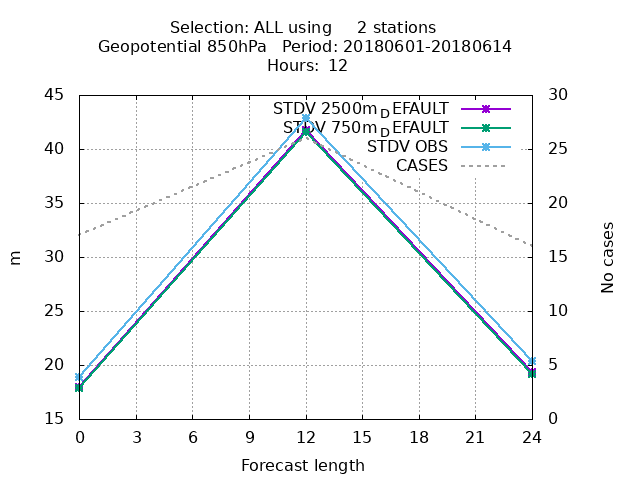 Selection: ALL using 2 stations
Geopotential 850hPa Period: 20180601-20180614
Hours: 12
45 30
STDV 2500m_DEFAULT
STDV 750m_DEFAULT
40 STDV OBS 25
CASES
35 20
30 15
m
No cases
25 10
20 5
15 0
0 3 6 9 12 15 18 21 24
Forecast length